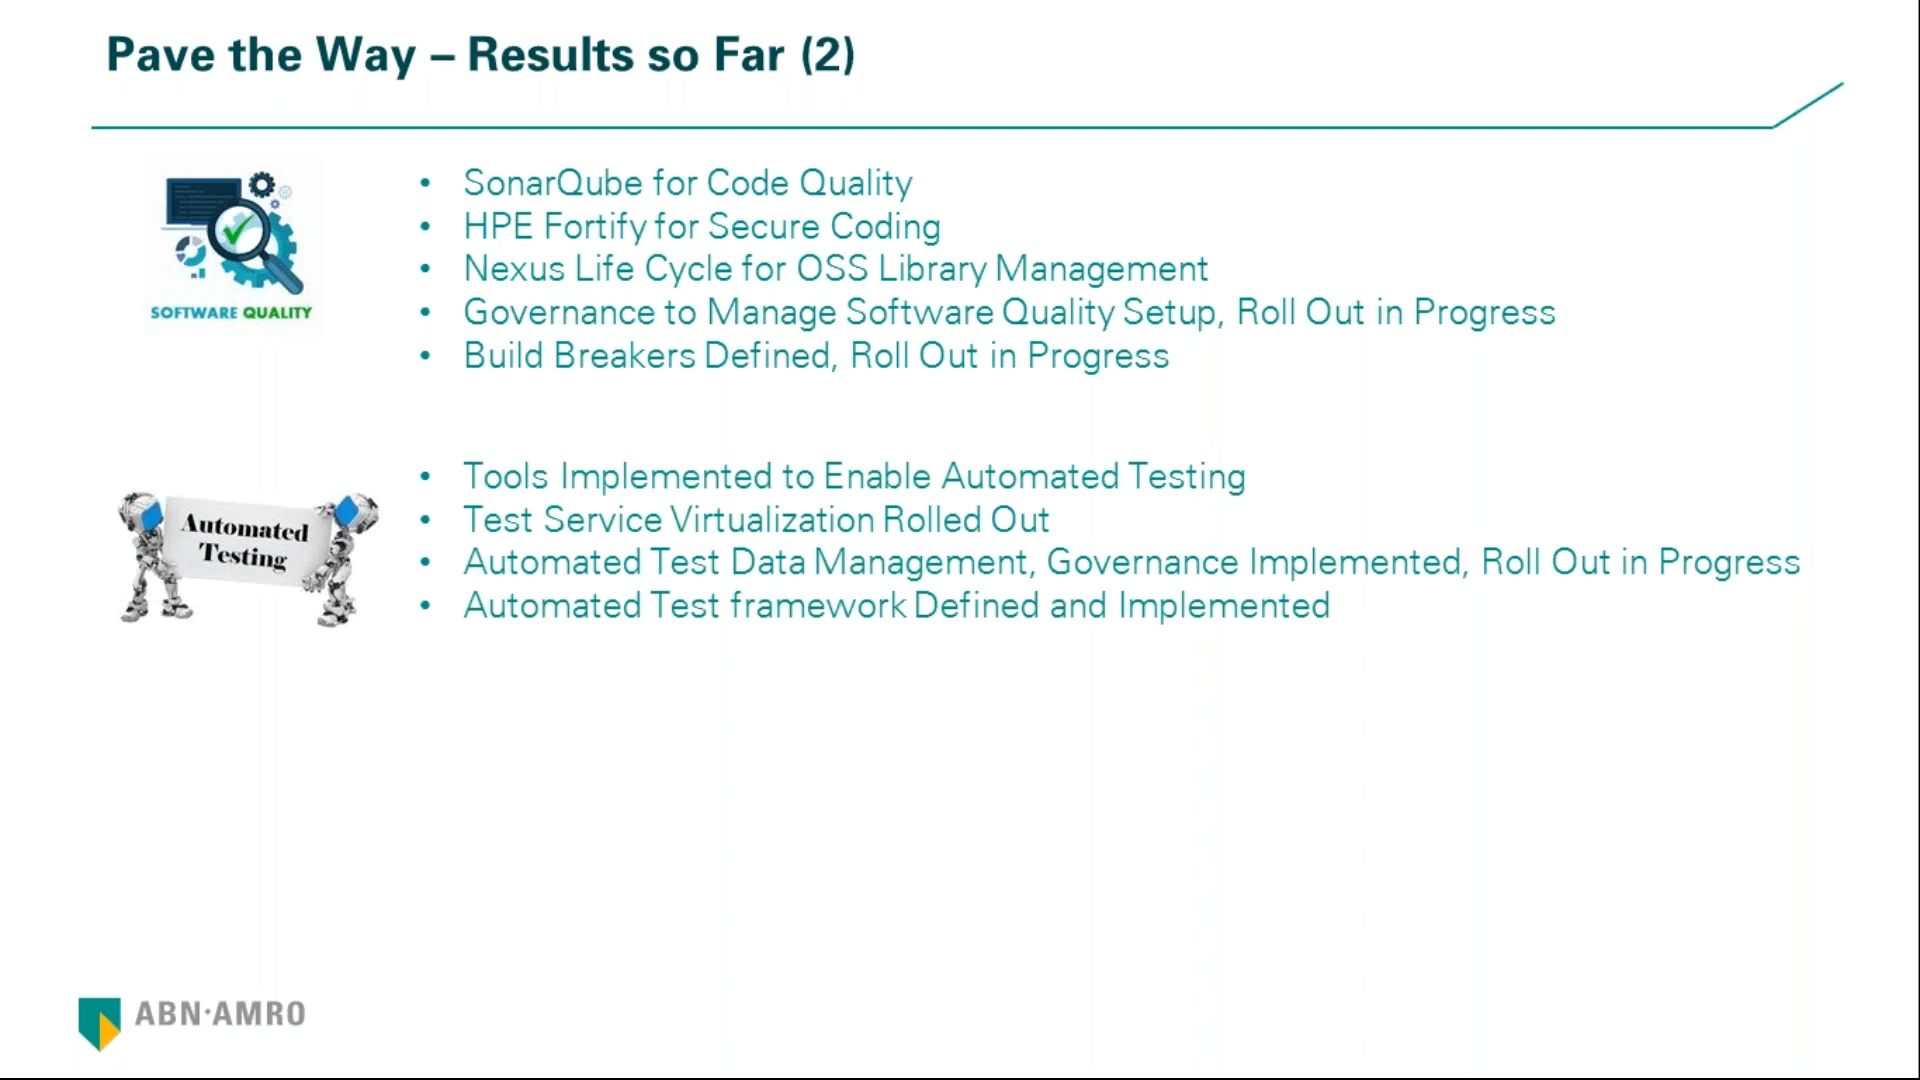 Pave the Way – Results so Far (2)
SOFTWARE QUALITY
• SonarQube for Code Quality
• HPE Fortify for Secure Coding
• Nexus Life Cycle for OSS Library Management
• Governance to Manage Software Quality Setup, Roll Out in Progress
• Build Breakers Defined, Roll Out in Progress
Automated
Testing
• Tools Implemented to Enable Automated Testing
• Test Service Virtualization Rolled Out
• Automated Test Data Management, Governance Implemented, Roll Out in Progress
• Automated Test framework Defined and Implemented
ABN·AMRO